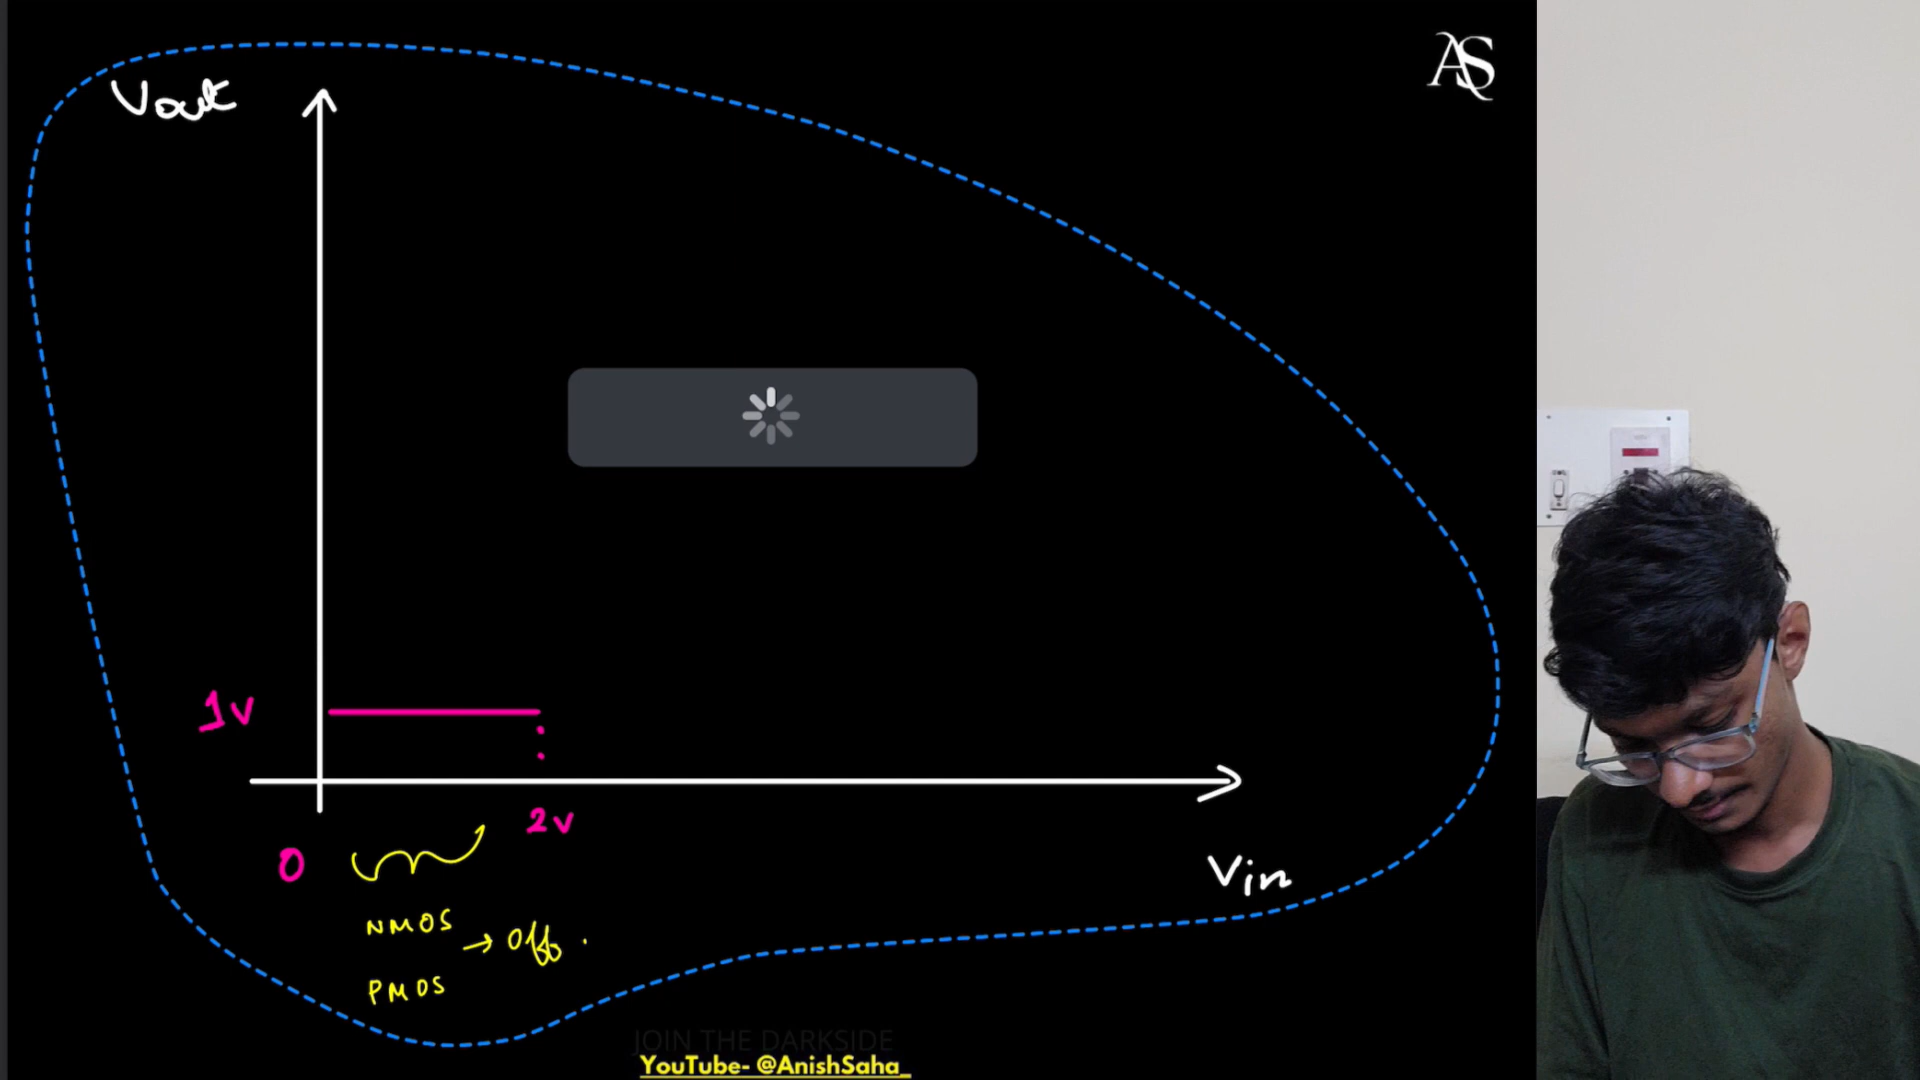 Vout
AS
1v
2v
0
Vin
NMOS
→ Off.
PMOS
JOIN THE DARKSIDE
YouTube- @AnishSaha_